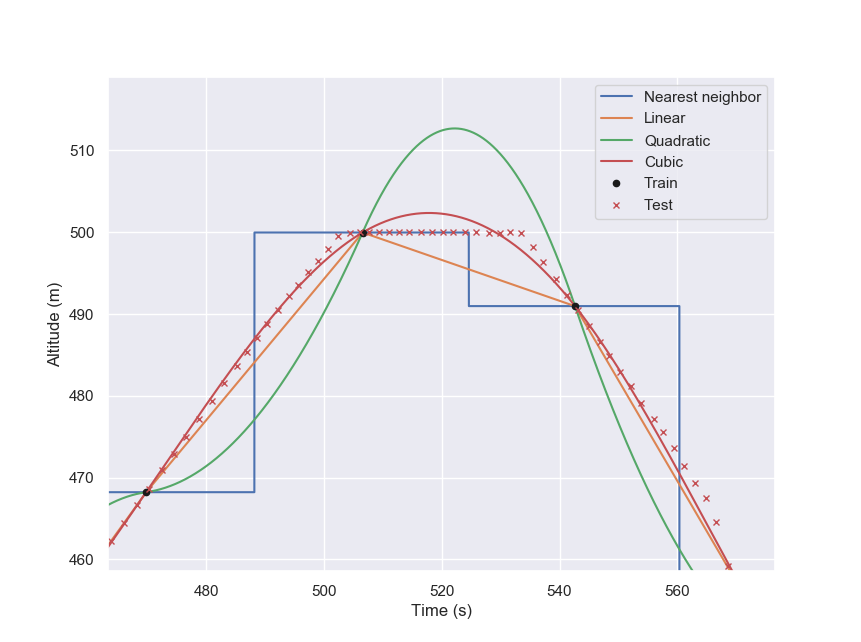 Nearest neighbor
Linear
Quadratic
Cubic
Train
Test
Altitude (m)
510
500
490
480
470
460
480
500
520
540
560
Time (s)